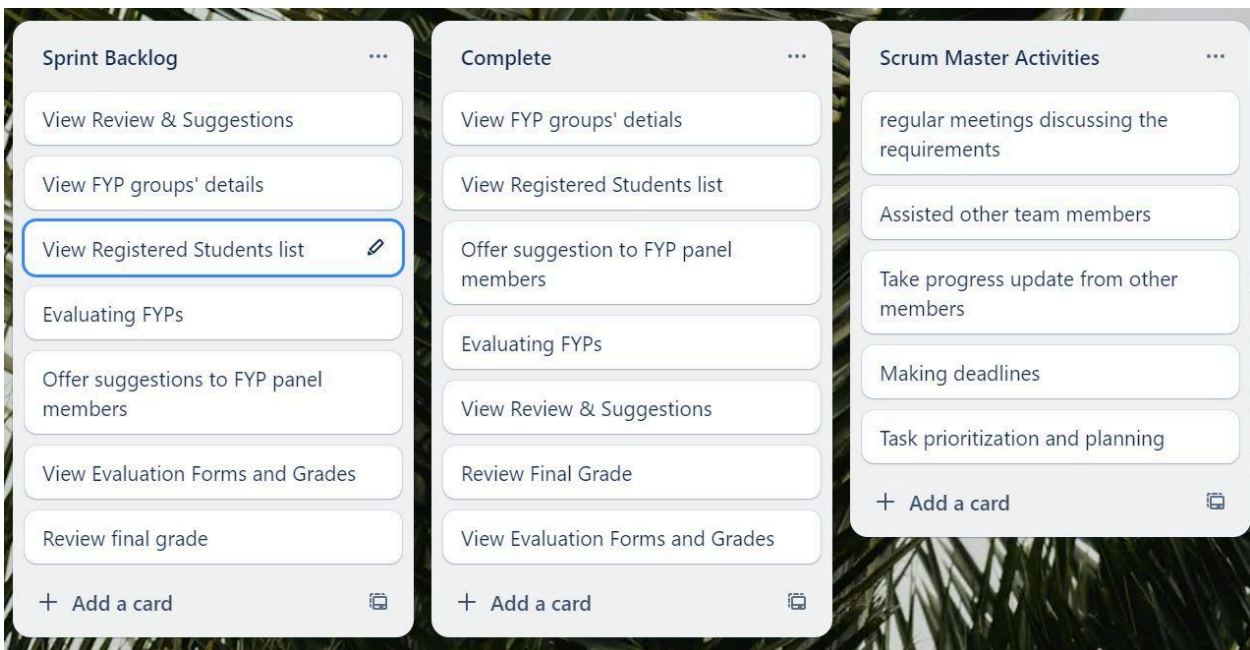 Sprint Backlog
View Review & Suggestions
View FYP groups' details
View Registered Students list
Evaluating FYPs
Offer suggestions to FYP panel
members
View Evaluation Forms and Grades
Review final grade
Add a card
Complete
View FYP groups' detials
View Registered Students list
Offer suggestion to FYP panel
members
Evaluating FYPs
View Review & Suggestions
Review Final Grade
View Evaluation Forms and Grades
Add a card
Scrum Master Activities
regular meetings discussing the
requirements
Assisted other team members
Take progress update from other
members
Making deadlines
Task prioritization and planning
Add a card